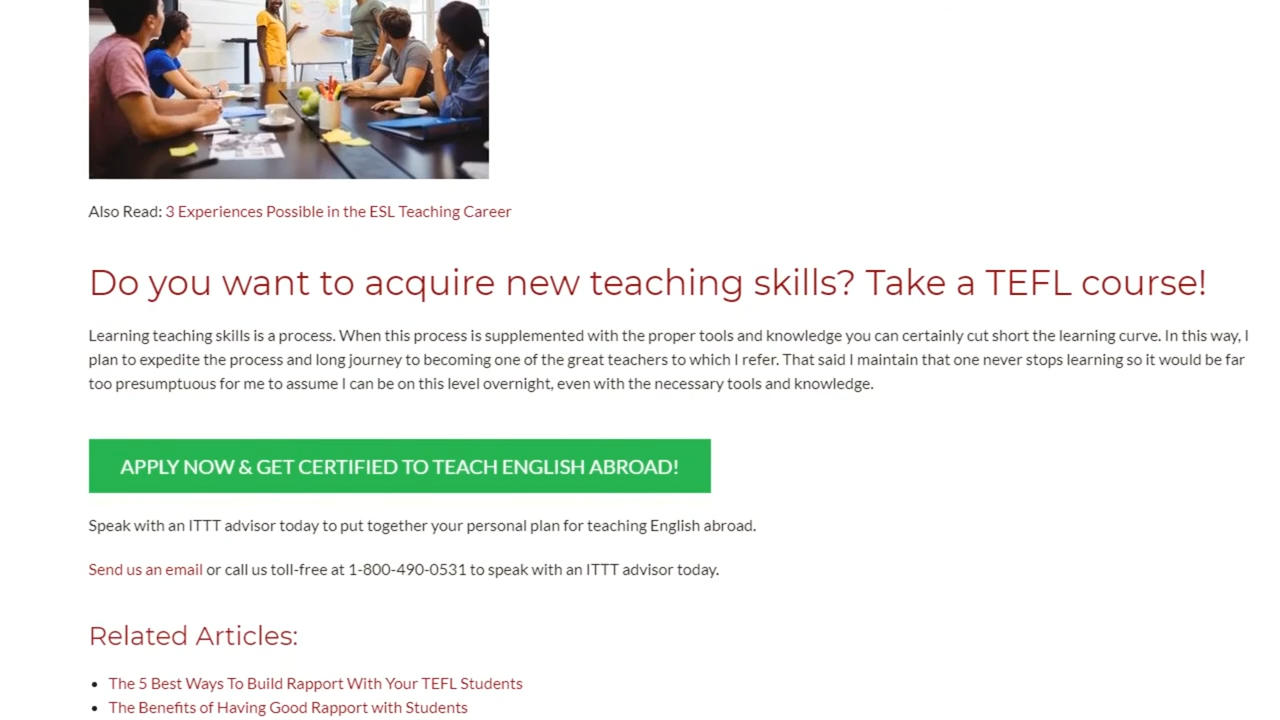 Also Read: 3 Experiences Possible in the ESL Teaching Career
Do you want to acquire new teaching skills? Take a TEFL course!
Learning teaching skills is a process. When this process is supplemented with the proper tools and knowledge you can certainly cut short the learning curve. In this way, I
plan to expedite the process and long journey to becoming one of the great teachers to which I refer. That said I maintain that one never stops learning so it would be far
too presumptuous for me to assume I can be on this level overnight, even with the necessary tools and knowledge.
APPLY NOW & GET CERTIFIED TO TEACH ENGLISH ABROAD!
Speak with an ITTT advisor today to put together your personal plan for teaching English abroad.
Send us an email or call us toll-free at 1-800-490-0531 to speak with an ITTT advisor today.
Related Articles:
• The 5 Best Ways To Build Rapport With Your TEFL Students
• The Benefits of Having Good Rapport with Students